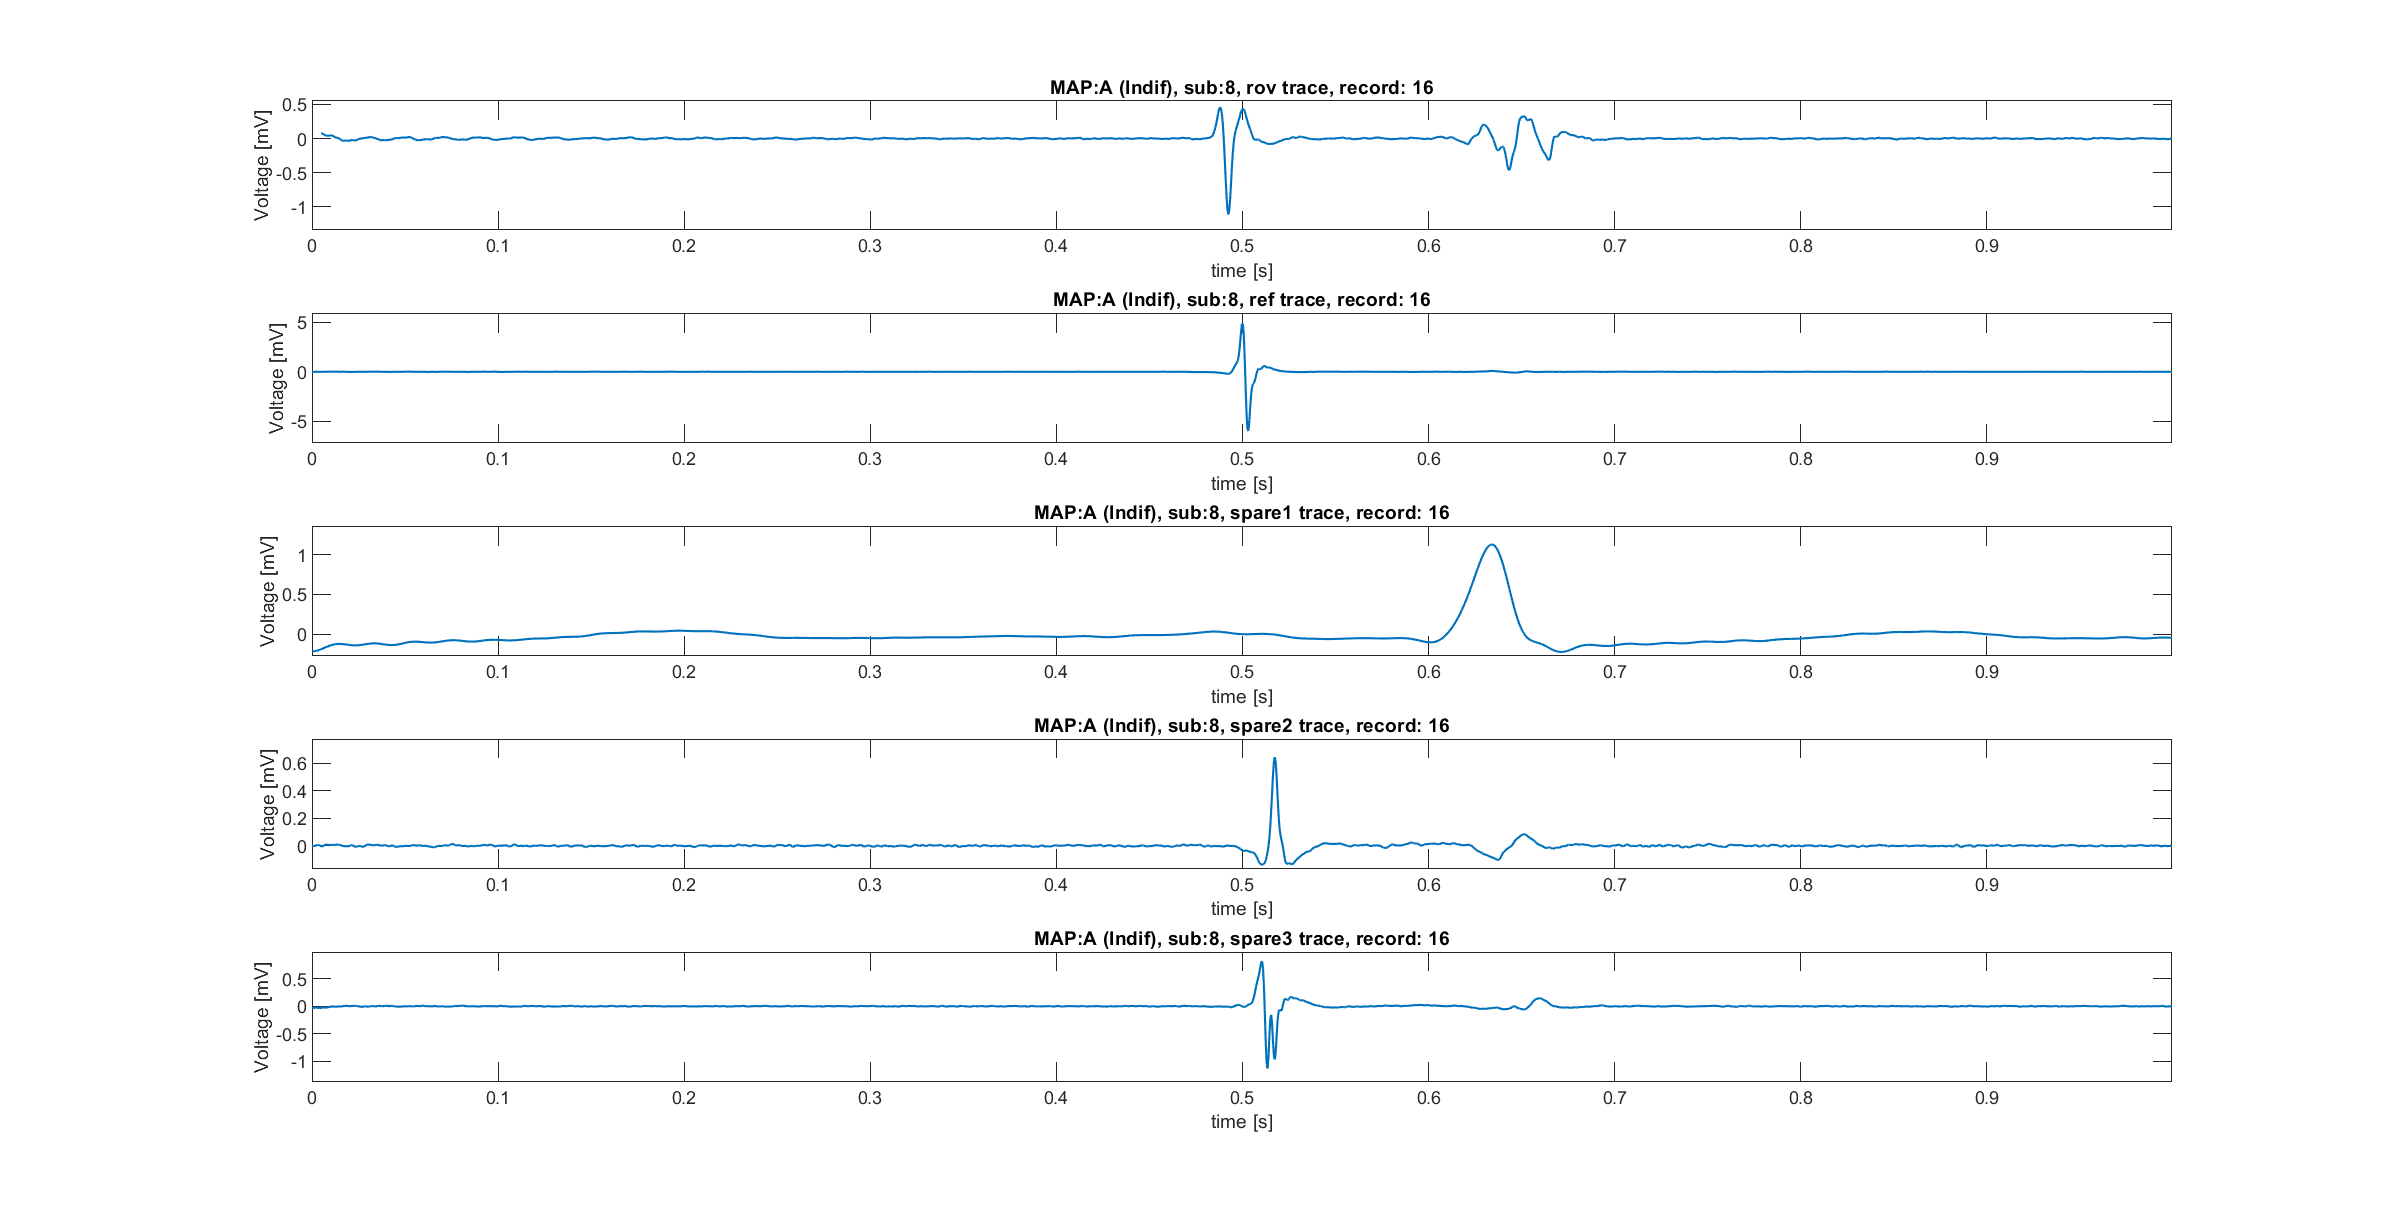 MAP:A (Indif), sub:8, rov trace, record: 16
Voltage [mV]
0.5
0
-0.5
-1
0 0.1 0.2 0.3 0.4 0.5 0.6 0.7 0.8 0.9
time [s]
MAP:A (Indif), sub:8, ref trace, record: 16
Voltage [mV]
5
0
-5
0 0.1 0.2 0.3 0.4 0.5 0.6 0.7 0.8 0.9
time [s]
MAP:A (Indif), sub:8, spare1 trace, record: 16
Voltage [mV]
1
0.5
0
0 0.1 0.2 0.3 0.4 0.5 0.6 0.7 0.8 0.9
time [s]
MAP:A (Indif), sub:8, spare2 trace, record: 16
Voltage [mV]
0.6
0.4
0.2
0
0 0.1 0.2 0.3 0.4 0.5 0.6 0.7 0.8 0.9
time [s]
MAP:A (Indif), sub:8, spare3 trace, record: 16
Voltage [mV]
0.5
0
-0.5
-1
0 0.1 0.2 0.3 0.4 0.5 0.6 0.7 0.8 0.9
time [s]